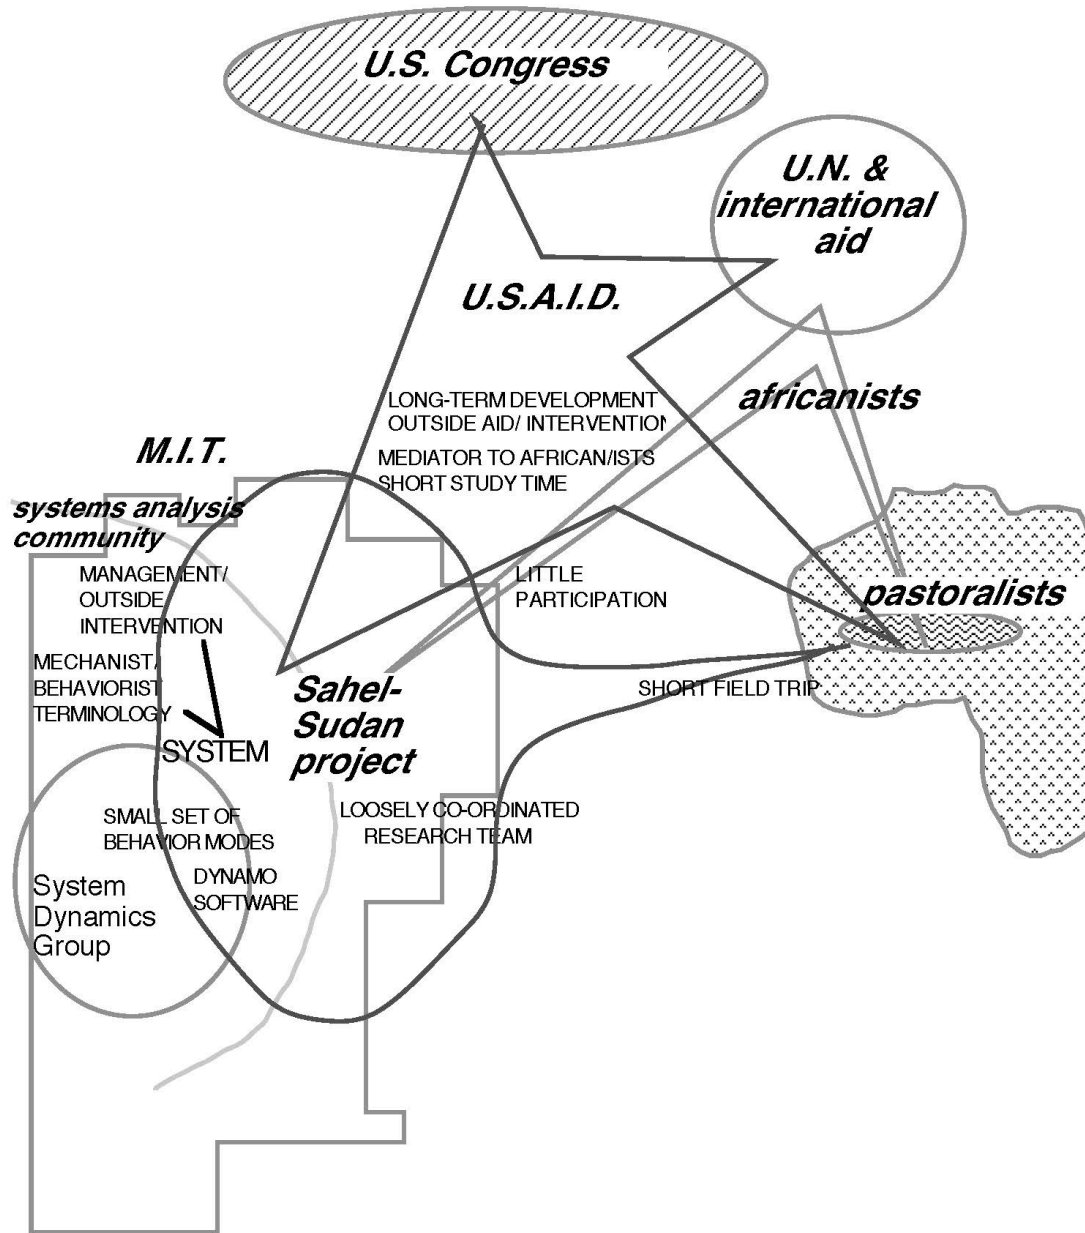 U.S. Congress
U.N. &
international
aid
U.S.A.I.D.
africanists
LONG-TERM DEVELOPMENT
OUTSIDE AID/ INTERVENTION
MEDIATOR TO AFRICAN/ISTS
SHORT STUDY TIME
M.I.T.
systems analysis
community
MANAGEMENT/
OUTSIDE
INTERVENTION
LITTLE
PARTICIPATION
pastoralists
MECHANIST/
BEHAVIORIST
TERMINOLOGY
SHORT FIELD TRIP
SYSTEM
Sahel-
Sudan
project
SMALL SET OF
BEHAVIOR MODES
LOOSELY CO-ORDINATED
RESEARCH TEAM
DYNAMO
SOFTWARE
System
Dynamics
Group